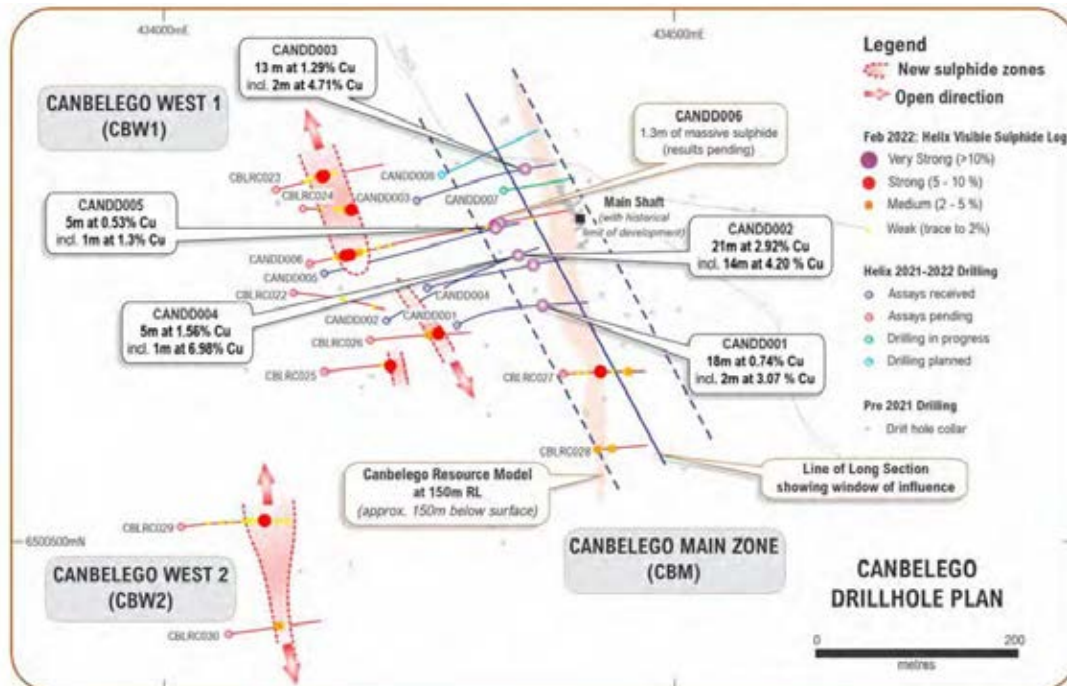 434000mE
434500mE
CANDD003
13 m at 1.29% Cu
incl. 2m at 4.71% Cu
CANBELEGO WEST 1
(CBW1)
CANDD006
1.3m of massive sulphide
(results pending)
Legend
New sulphide zones
Open direction
Feb 2022: Helix Visible Sulphide Log
Very Strong (>10%)
Strong (5 - 10 %)
Medium (2 - 5 %)
Weak (trace to 2%)
Helix 2021-2022 Drilling
Assays received
Assays pending
Drilling in progress
Drilling planned
Pre 2021 Drilling
Drill hole collar
CBLRC023
CBLRC024
CANDD008
CANDD003
CANDD007
Main Shaft
(with historical
limit of development)
CANDD005
5m at 0.53% Cu
incl. 1m at 1.3% Cu
CANDD002
21m at 2.92% Cu
incl. 14m at 4.20 % Cu
CANDD006
CANDD005
CBLRC022
CANDD004
CANDD002
CANDD001
CANDD004
5m at 1.56% Cu
incl. 1m at 6.98% Cu
CBLRC026
CBLRC025
CANDD001
18m at 0.74% Cu
incl. 2m at 3.07 % Cu
CBLRC027
CBLRC028
Canbelego Resource Model
at 150m RL
(approx. 150m below surface)
Line of Long Section
showing window of influence
CBLRC029
6500500mN
CANBELEGO WEST 2
(CBW2)
CANBELEGO MAIN ZONE
(CBM)
CANBELEGO
DRILLHOLE PLAN
CBLRC030
0
200
metres